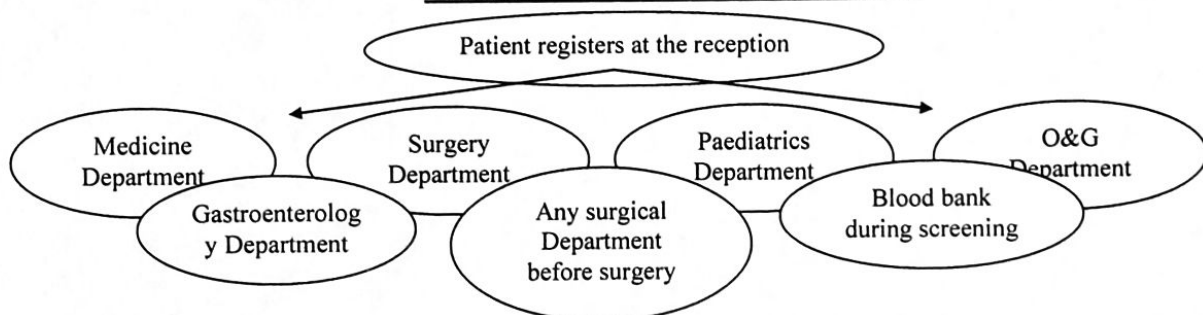 Patient registers at the reception
Medicine
Department
Surgery
Department
Paediatrics
Department
O&G
Department
Gastroenterolog
y Department
Any surgical
Department
before surgery
Blood bank
during screening